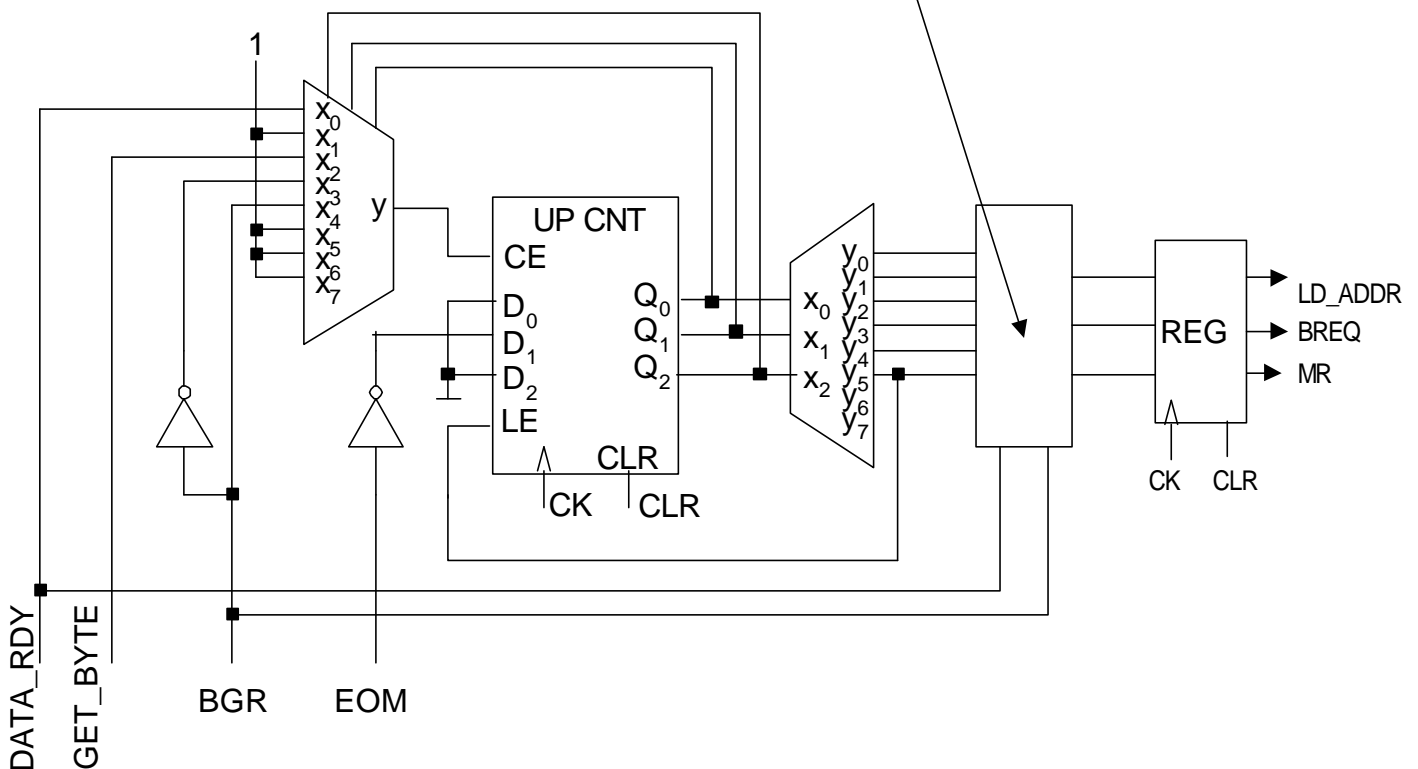 1
x0
x1
x2
x3
x4
x5
x6
x7
y
UP CNT
CE
D0
D1
D2
LE
Q0
Q1
Q2
CLR
CK
CLR
x0
x1
x2
y0
y1
y2
y3
y4
y5
y6
y7
REG
CK
CLR
LD_ADDR
BREQ
MR
DATA_RDY
GET_BYTE
BGR
EOM